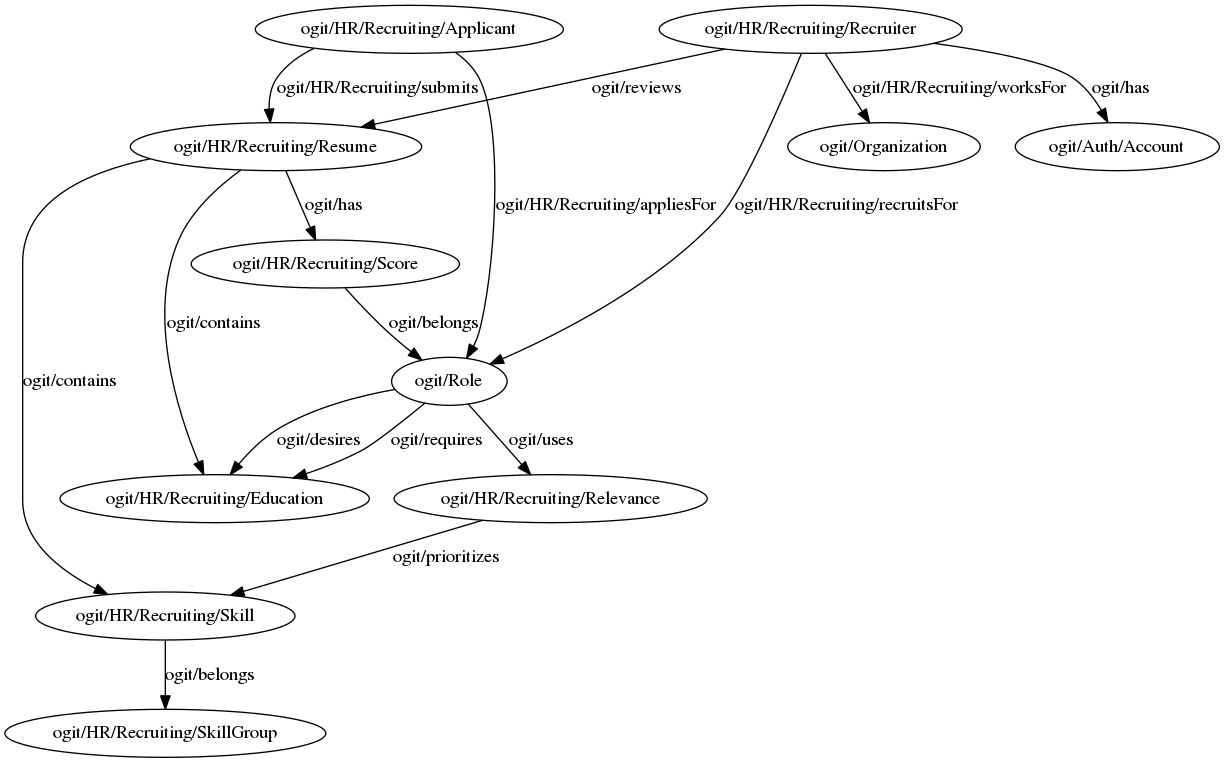 ogit/HR/Recruiting/Applicant
ogit/HR/Recruiting/Recruiter
ogit/HR/Recruiting/submits
ogit/reviews
ogit/HR/Recruiting/worksFor
ogit/has
ogit/HR/Recruiting/Resume
ogit/Organization
ogit/Auth/Account
ogit/has
ogit/HR/Recruiting/appliesFor
ogit/HR/Recruiting/recruitsFor
ogit/HR/Recruiting/Score
ogit/contains
ogit/belongs
ogit/contains
ogit/Role
ogit/desires
ogit/requires
ogit/uses
ogit/HR/Recruiting/Education
ogit/HR/Recruiting/Relevance
ogit/prioritizes
ogit/HR/Recruiting/Skill
ogit/belongs
ogit/HR/Recruiting/SkillGroup